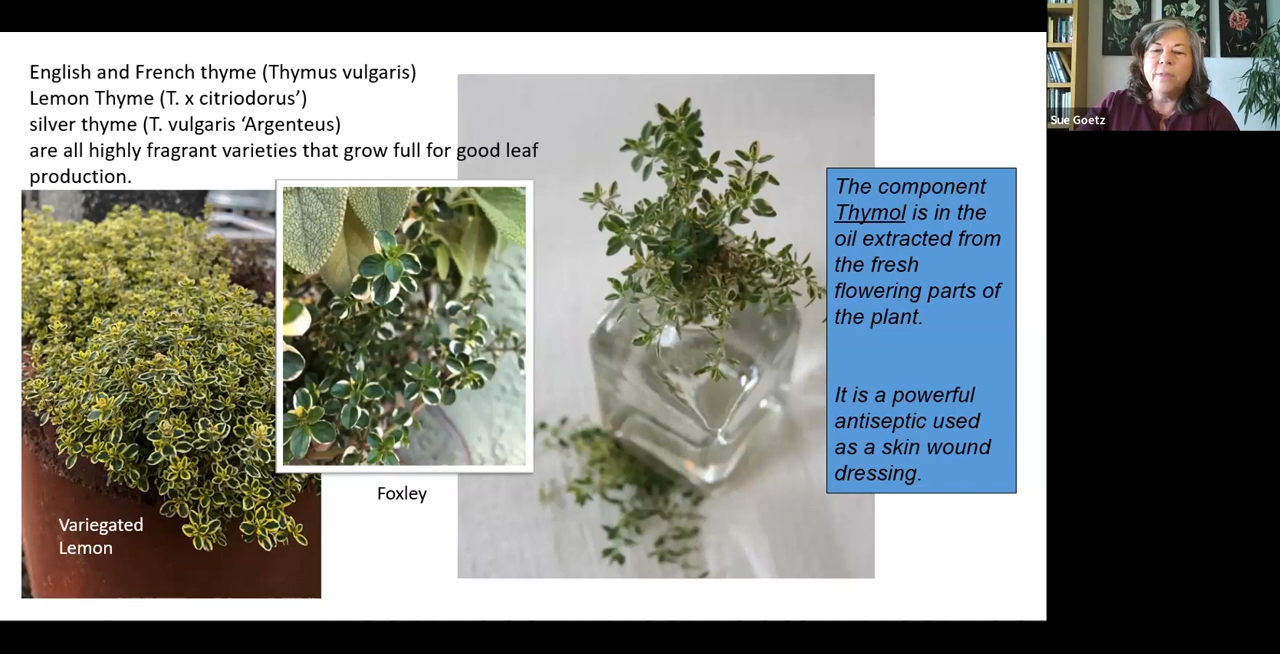 English and French thyme (Thymus vulgaris)
Lemon Thyme (T. x citriodorus’)
silver thyme (T. vulgaris ‘Argenteus)
are all highly fragrant varieties that grow full for good leaf
production.
Variegated
Lemon
Foxley
The component
Thymol is in the
oil extracted from
the fresh
flowering parts of
the plant.
It is a powerful
antiseptic used
as a skin wound
dressing.
Sue Goetz